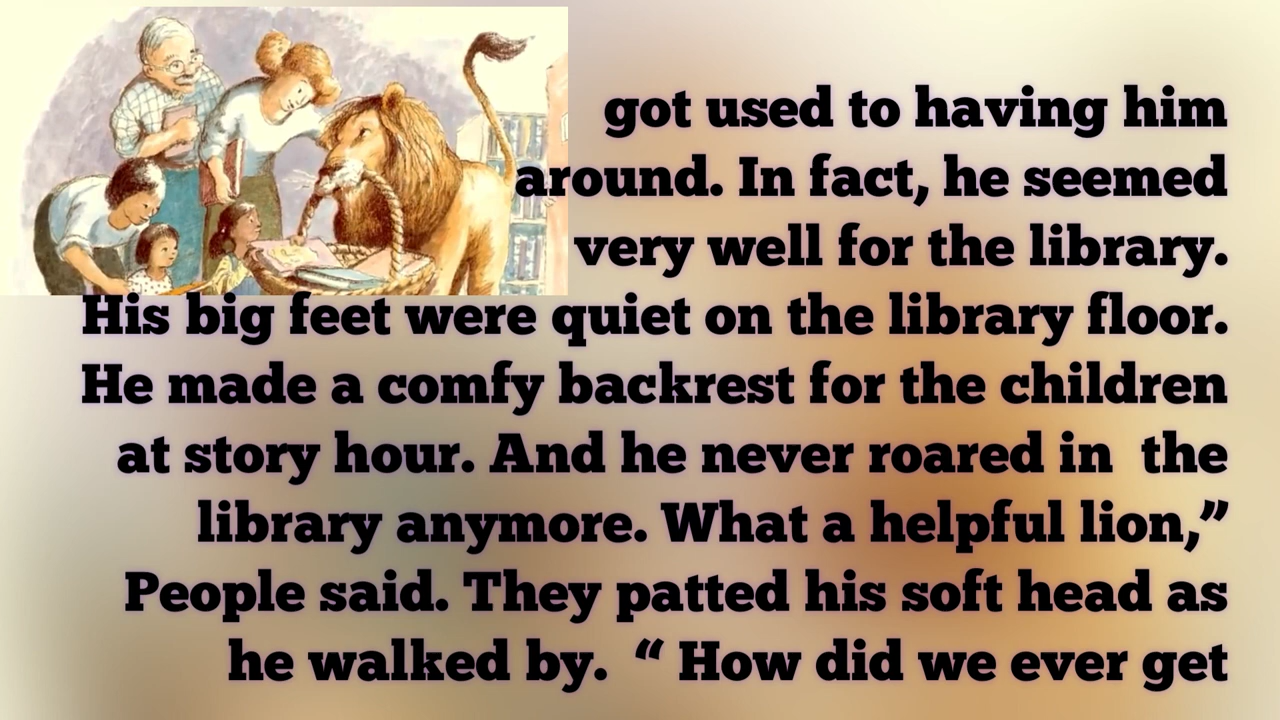 got used to having him
around. In fact, he seemed
very well for the library.
His big feet were quiet on the library floor.
He made a comfy backrest for the children
at story hour. And he never roared in  the
library anymore. What a helpful lion,”
People said. They patted his soft head as
he walked by.  “ How did we ever get